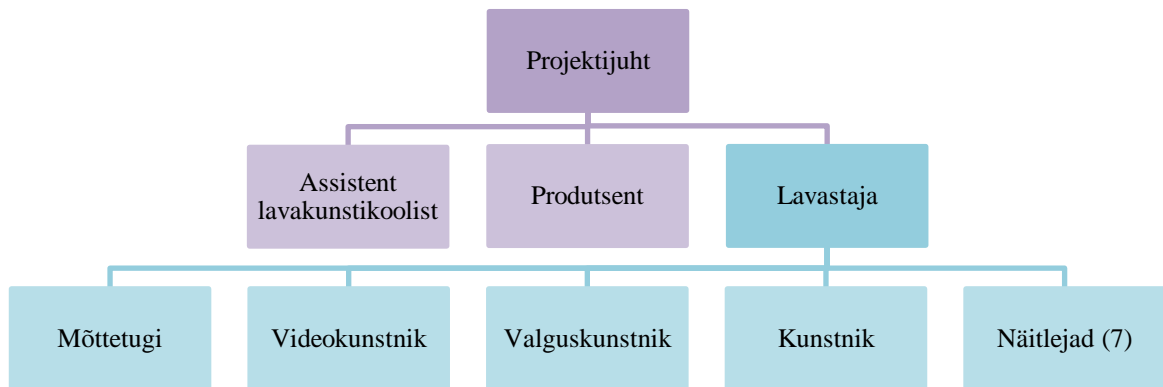 Projektijuht
Assistent
lavakunstikoolist
Produtsent
Lavastaja
Mõttetugi
Videokunstnik
Valguskunstnik
Kunstnik
Näitlejad (7)